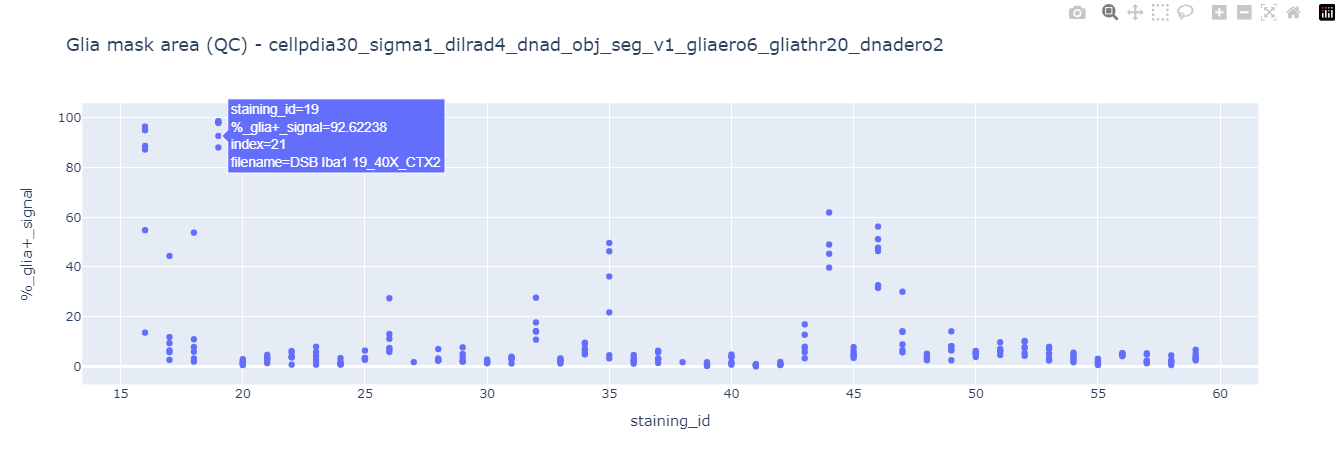 Glia mask area (QC) - cellpdia30_sigma1_dilrad4_dnad_obj_seg_v1_gliaero6_gliathr20_dnadero2
staining_id=19
%_glia+_signal=92.62238
index=21
filename=DSB Iba1 19_40X_CTX2
100
80
60
40
20
0
%_glia+_signal
15
20
25
30
35
40
45
50
55
60
staining_id